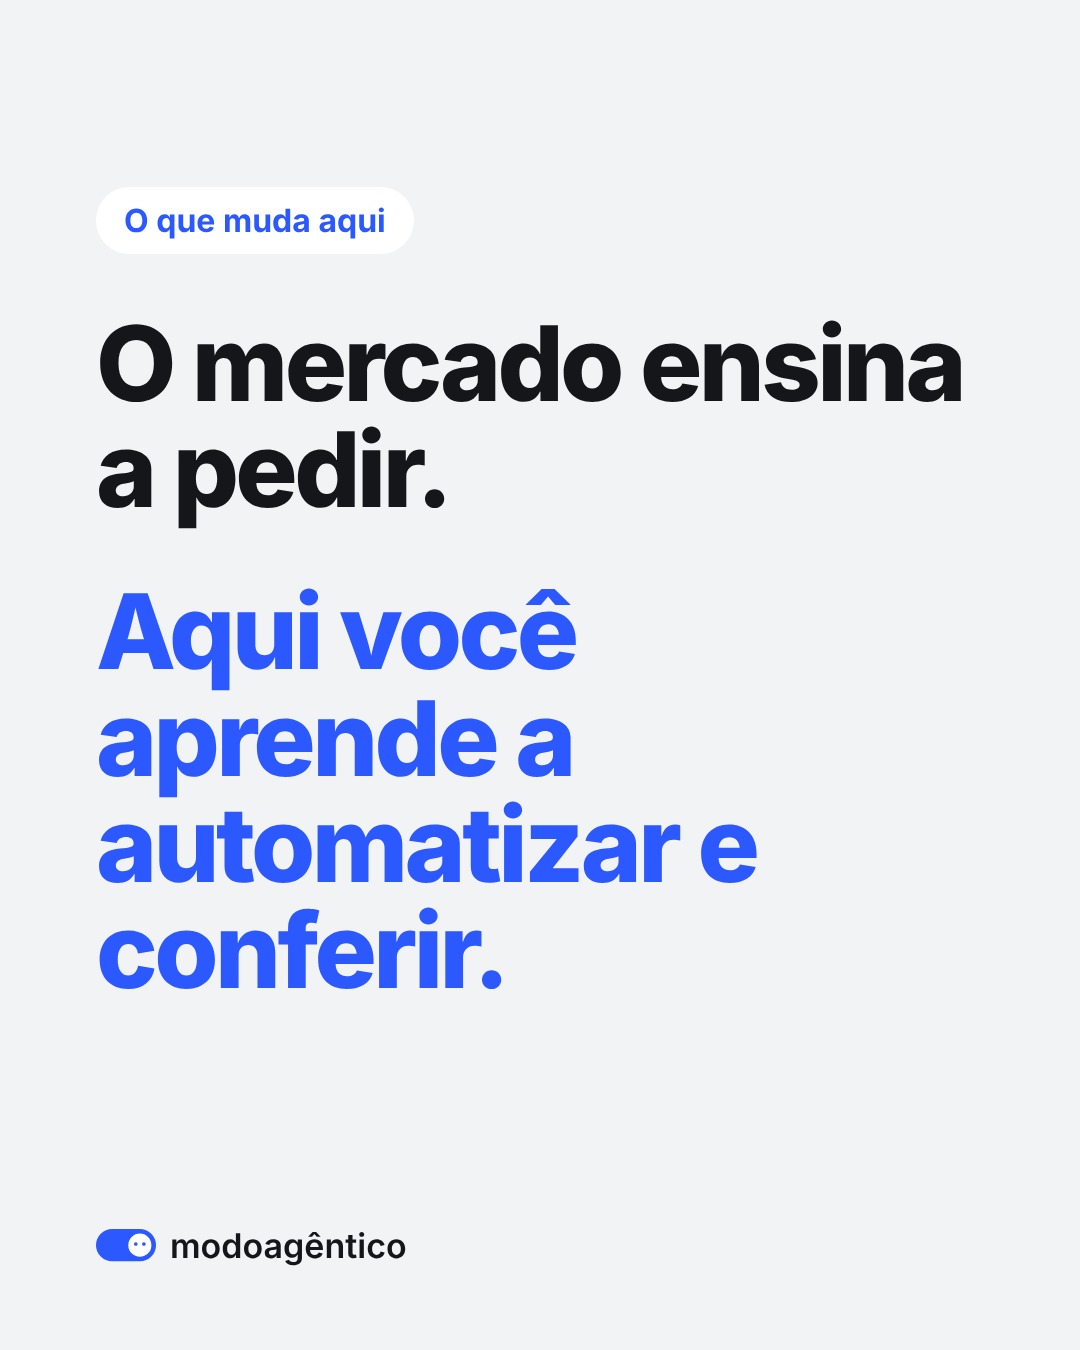 O que muda aqui
O mercado ensina
a pedir.
Aqui você
aprende a
automatizar e
conferir.
modoagêntico